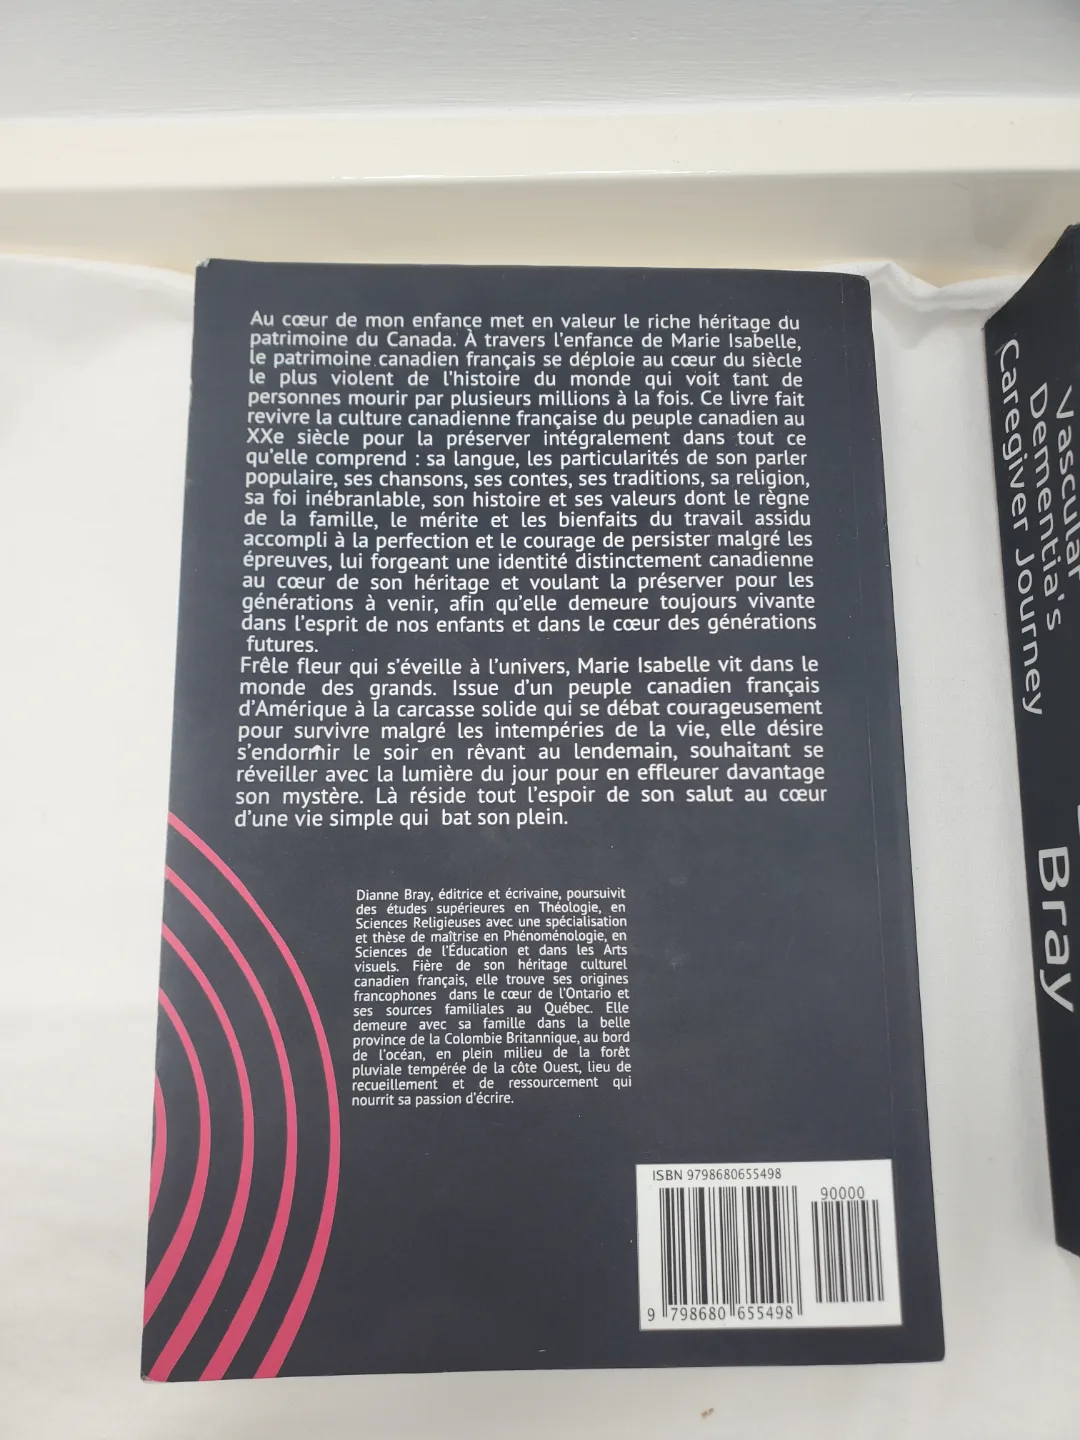 Au cœur de mon enfance met en valeur le riche héritage du
patrimoine du Canada. À travers l'enfance de Marie Isabelle,
le patrimoine canadien français se déploie au cœur du siècle
le plus violent de l'histoire du monde qui voit tant de
personnes mourir par plusieurs millions à la fois. Ce livre fait
revivre la culture canadienne française du peuple canadien au
XXe siècle pour la préserver intégralement dans tout ce
qu'elle comprend : sa langue, les particularités de son parler
populaire, ses chansons, ses contes, ses traditions, sa religion,
sa foi inébranlable, son histoire et ses valeurs dont le règne
de la famille, le mérite et les bienfaits du travail assidu
accompli à la perfection et le courage de persister malgré les
épreuves, lui forgeant une identité distinctement canadienne
au cœur de son héritage et voulant la préserver pour les
générations à venir, afin qu'elle demeure toujours vivante
dans l'esprit de nos enfants et dans le cœur des générations
futures.
Frêle fleur qui s'éveille à l'univers, Marie Isabelle vit dans le
monde des grands. Issue d'un peuple canadien français
d'Amérique à la carcasse solide qui se débat courageusement
pour survivre malgré les intempéries de la vie, elle désire
s'endormir le soir en rêvant au lendemain, souhaitant se
réveiller avec la lumière du jour pour en effleurer davantage
son mystère. Là réside tout l'espoir de son salut au cœur
d'une vie simple qui bat son plein.
Dianne Bray, éditrice et écrivaine, poursuivit
des études supérieures en Théologie, en
Sciences Religieuses avec une spécialisation
et thèse de maîtrise en Phénoménologie, en
Sciences de l'Éducation et dans les Arts
visuels. Fière de son héritage culturel
canadien français, elle trouve ses origines
francophones dans le cœur de l'Ontario et
ses sources familiales au Québec. Elle
demeure avec sa famille dans la belle
province de la Colombie Britannique, au bord
de l'océan, en plein milieu de la forêt
pluviale tempérée de la côte Ouest, lieu de
recueillement et de ressourcement qui
nourrit sa passion d'écrire.
ISBN 9798680655498
90000
9 798680 655498
Vascular
Dementia's
Caregiver Journey
Bray